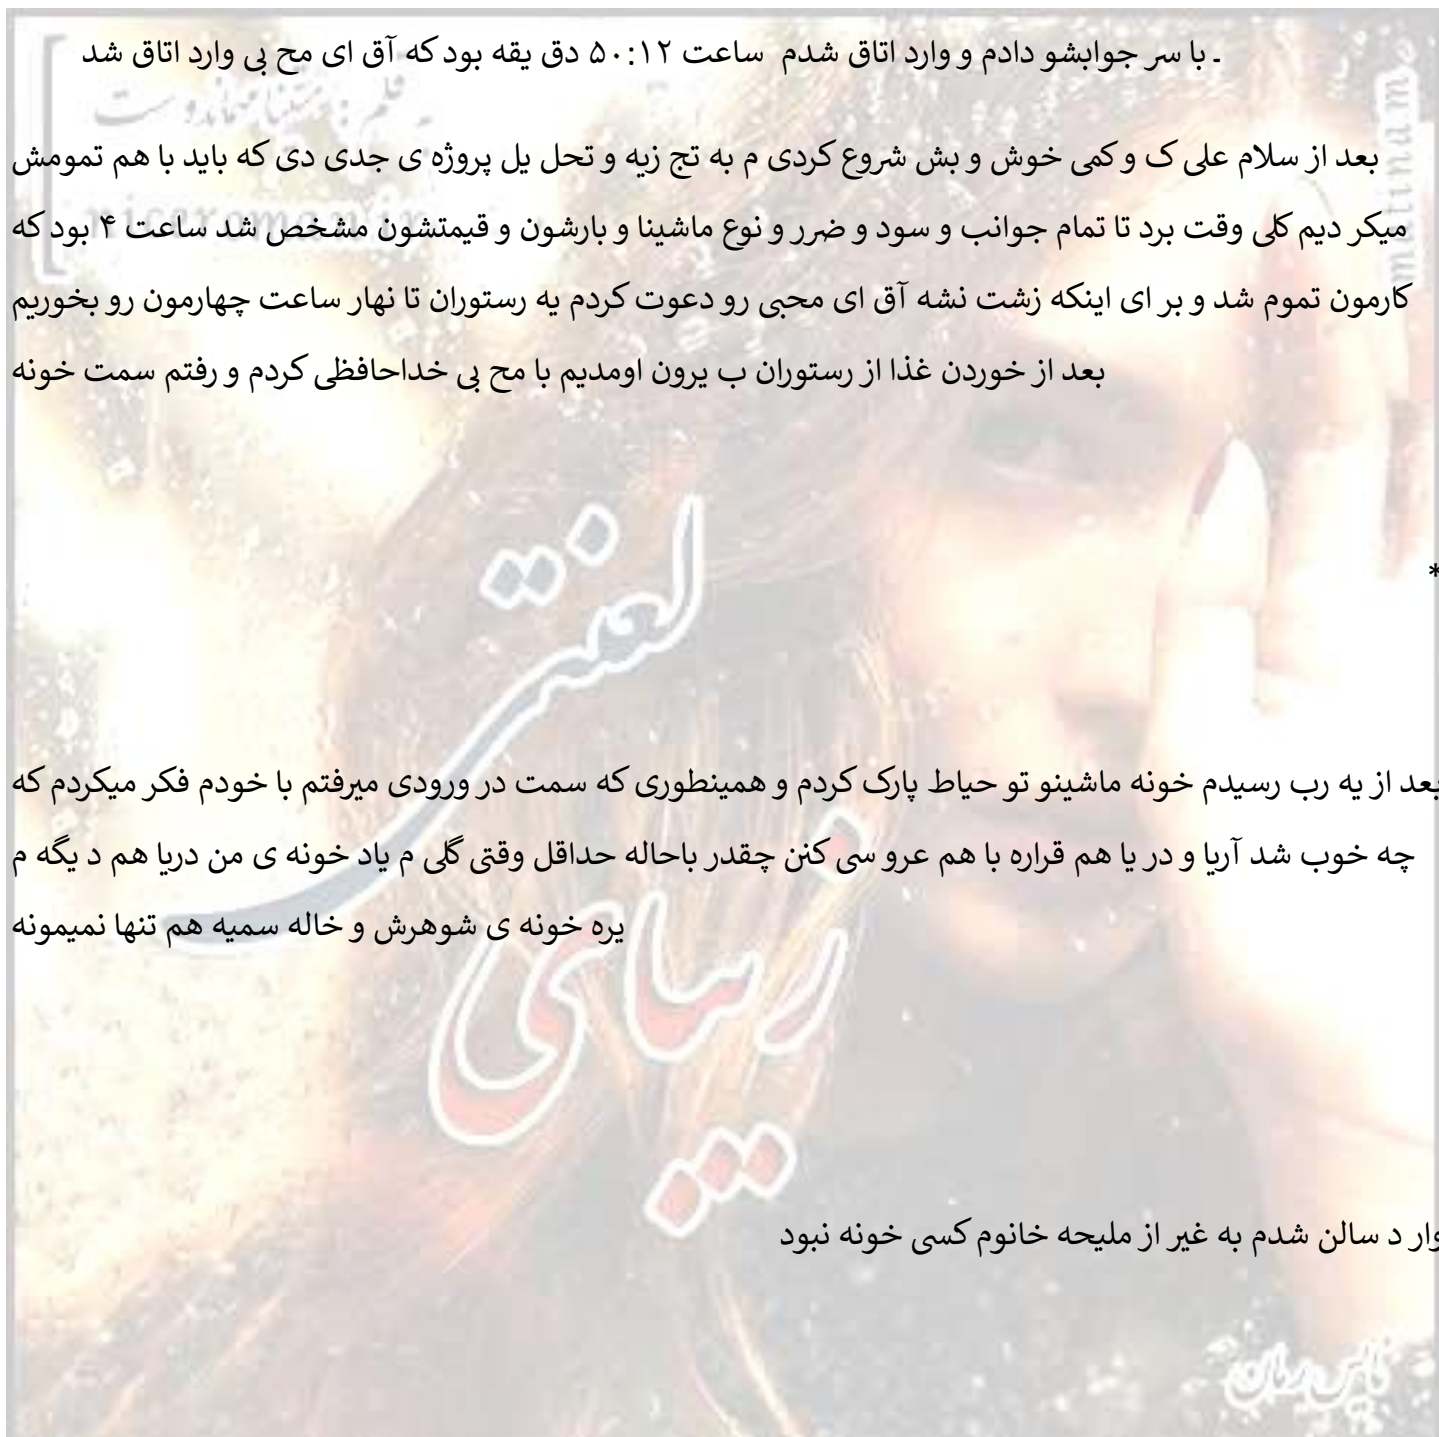 ـ با سر جوابشو دادم و وارد اتاق شدم ساعت ۵۰:۱۲ دق یقه بود که آق ای مح بی وارد اتاق شد
بعد از سلام علی ک و کمی خوش و بش شروع کردی م به تج زیه و تحل یل پروژه ی جدی دی که باید با هم تمومش
میکر دیم کلی وقت برد تا تمام جوانب و سود و ضرر و نوع ماشینا و بارشون و قیمتشون مشخص شد ساعت ۴ بود که
کارمون تموم شد و بر ای اینکه زشت نشه آق ای محبی رو دعوت کردم یه رستوران تا نهار ساعت چهارمون رو بخوریم
بعد از خوردن غذا از رستوران ب یرون اومدیم با مح بی خداحافظی کردم و رفتم سمت خونه
*
بعد از یه رب رسیدم خونه ماشینو تو حیاط پارک کردم و همینطوری که سمت در ورودی میرفتم با خودم فکر میکردم که
چه خوب شد آریا و در یا هم قراره با هم عرو سی کنن چقدر باحاله حداقل وقتی گلی م یاد خونه ی من دریا هم د یگه م
یره خونه ی شوهرش و خاله سمیه هم تنها نمیمونه
وار د سالن شدم به غیر از ملیحه خانوم کسی خونه نبود
لعنتی
زیبای
matinam